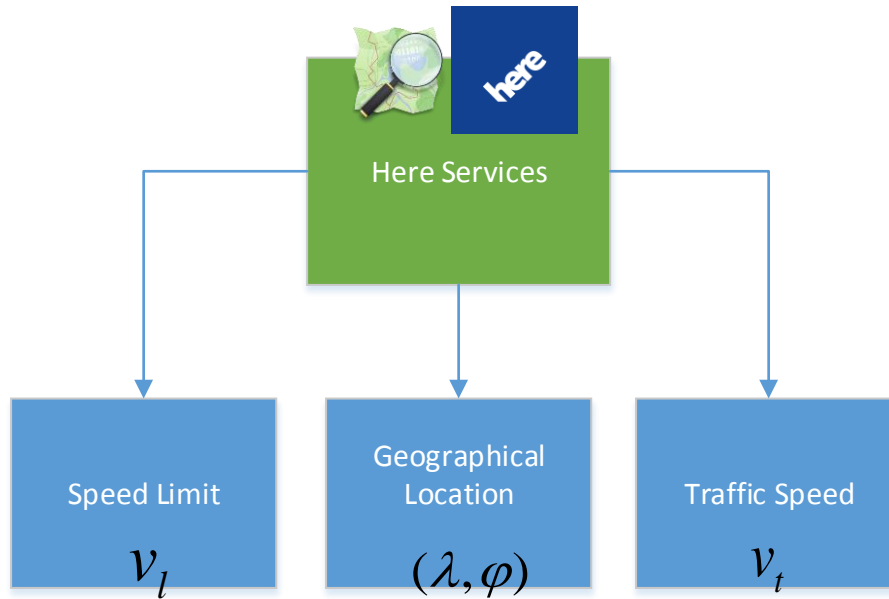 here
Here Services
Speed Limit
v_l
Geographical
Location
(λ,φ)
Traffic Speed
v_t